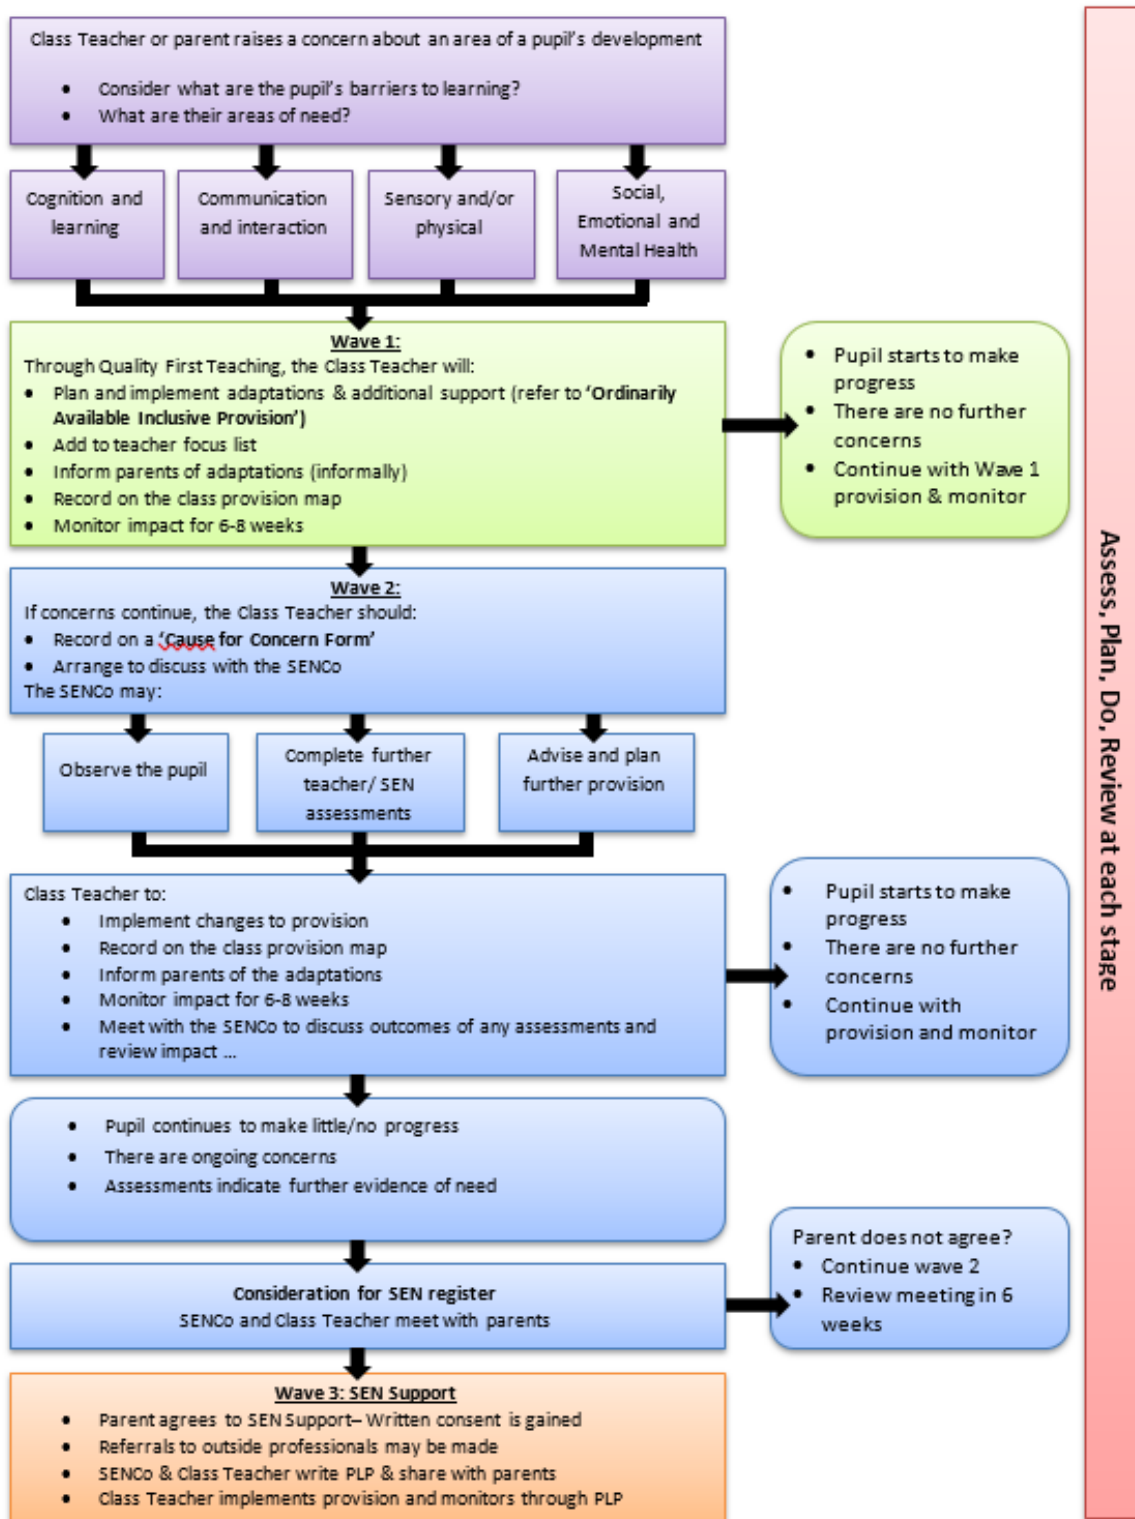 Class Teacher or parent raises a concern about an area of a pupil's development
• Consider what are the pupil's barriers to learning?
• What are their areas of need?
Cognition and
learning
Communication
and interaction
Sensory and/or
physical
Social,
Emotional and
Mental Health
Wave 1:
Through Quality First Teaching, the Class Teacher will:
• Plan and implement adaptations & additional support (refer to 'Ordinarily
Available Inclusive Provision')
• Add to teacher focus list
• Inform parents of adaptations (informally)
• Record on the class provision map
• Monitor impact for 6-8 weeks
• Pupil starts to make
progress
• There are no further
concerns
• Continue with Wave 1
provision & monitor
Wave 2:
If concerns continue, the Class Teacher should:
• Record on a 'Cause for Concern Form'
• Arrange to discuss with the SENCo
The SENCo may:
Observe the pupil
Complete further
teacher/ SEN
assessments
Advise and plan
further provision
Class Teacher to:
• Implement changes to provision
• Record on the class provision map
• Inform parents of the adaptations
• Monitor impact for 6-8 weeks
• Meet with the SENCo to discuss outcomes of any assessments and
review impact ...
• Pupil starts to make
progress
• There are no further
concerns
• Continue with
provision and monitor
• Pupil continues to make little/no progress
• There are ongoing concerns
• Assessments indicate further evidence of need
Consideration for SEN register
SENCo and Class Teacher meet with parents
Parent does not agree?
• Continue wave 2
• Review meeting in 6
weeks
Wave 3: SEN Support
• Parent agrees to SEN Support– Written consent is gained
• Referrals to outside professionals may be made
• SENCo & Class Teacher write PLP & share with parents
• Class Teacher implements provision and monitors through PLP
Assess, Plan, Do, Review at each stage